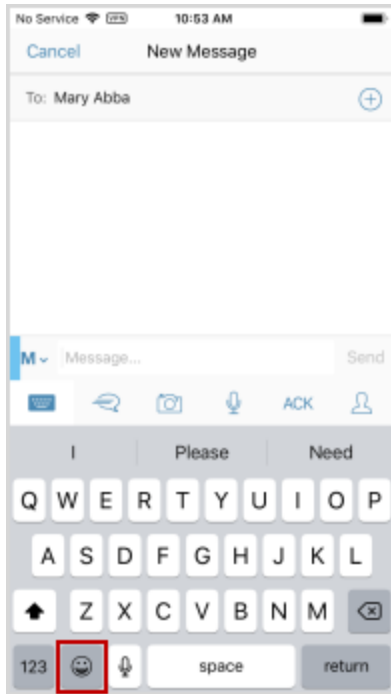 No Service VPN 10:53 AM
Cancel New Message
To: Mary Abba
M Message... Send
ACK
I Please Need
Q W E R T Y U I O P
A S D F G H J K L
Z X C V B N M
123 space return